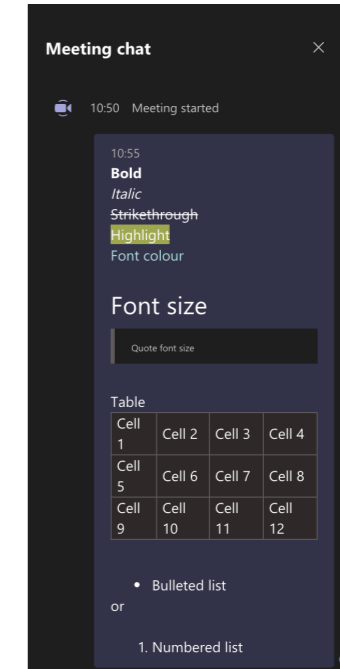 Meeting chat
10:50 Meeting started
10:55
Bold
Italic
Strikethrough
Highlight
Font colour
Font size
Quote font size
Table
Cell 1 Cell 2 Cell 3 Cell 4
Cell 5 Cell 6 Cell 7 Cell 8
Cell 9 Cell 10 Cell 11 Cell 12
• Bulleted list
or
1. Numbered list